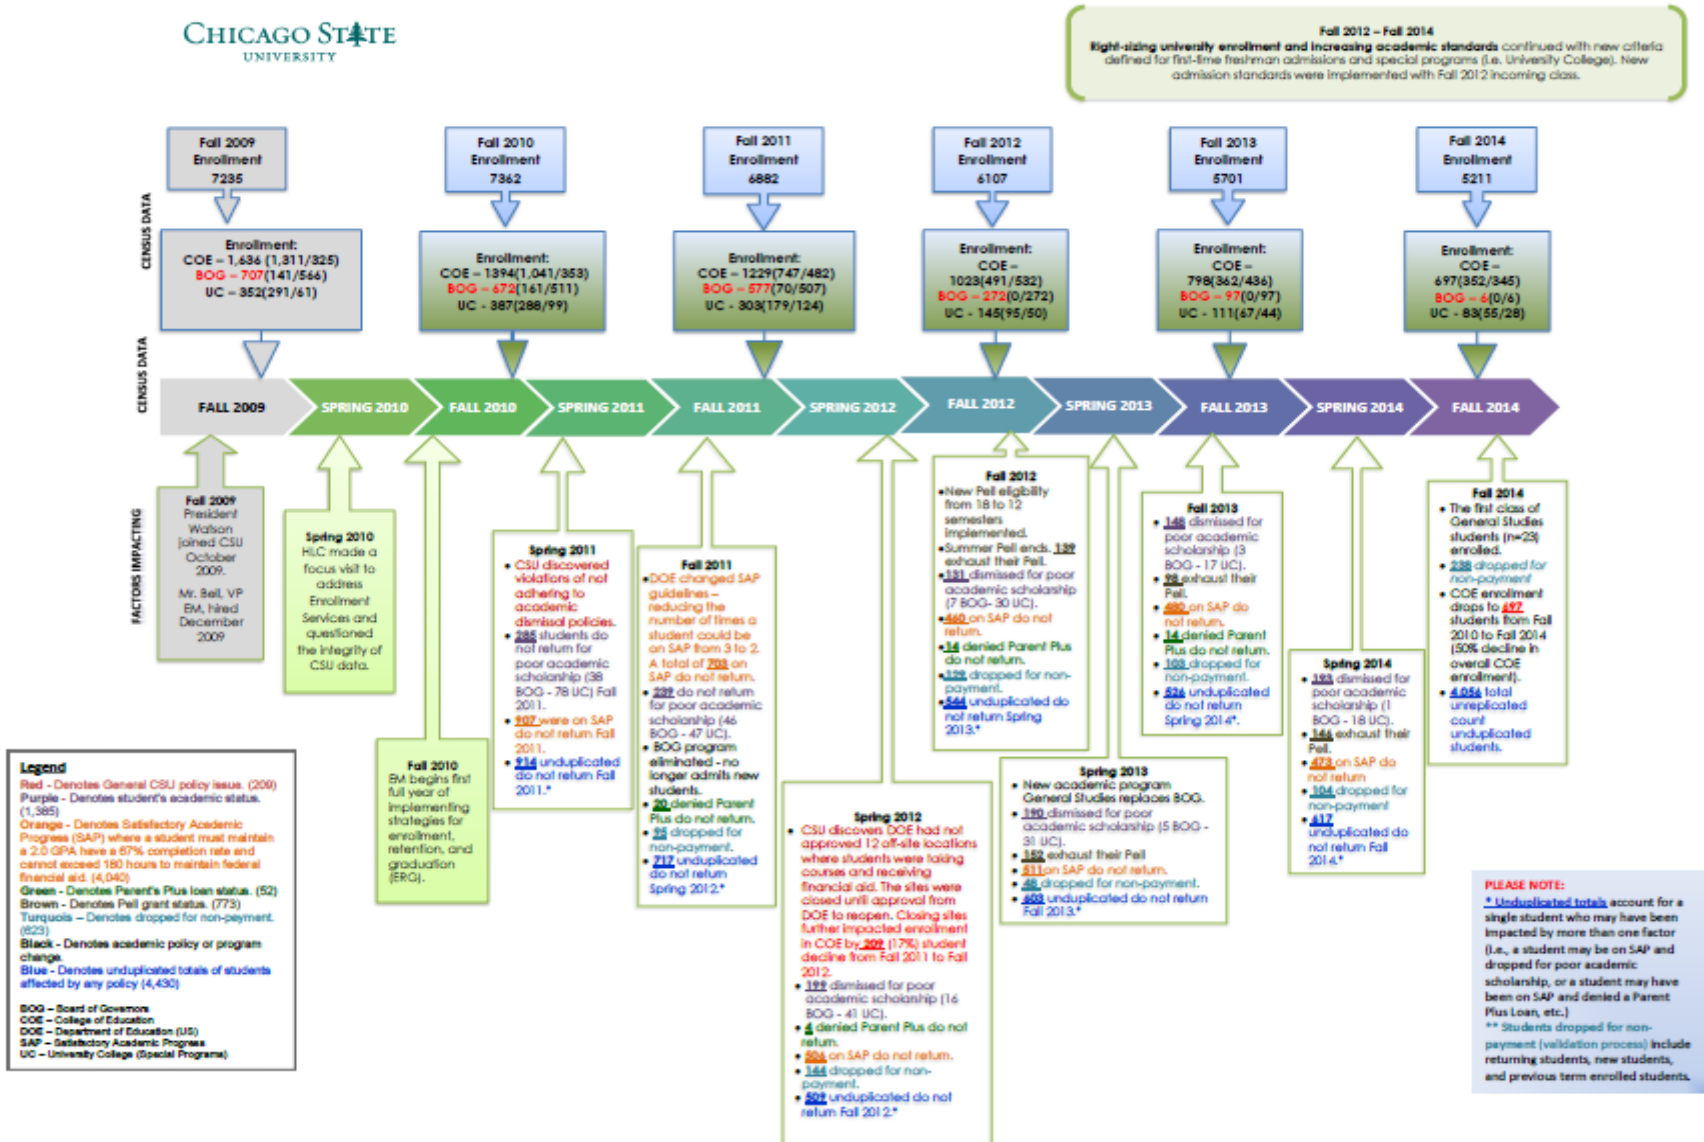 CHICAGO STATE
UNIVERSITY
Fall 2012 – Fall 2014
Right-sizing university enrollment and increasing academic standards continued with new criteria
defined for first-time freshman admissions and special programs (i.e. University College). New
admission standards were implemented with Fall 2012 incoming class.
Fall 2009
Enrollment
7235
Fall 2010
Enrollment
7362
Fall 2011
Enrollment
6882
Fall 2012
Enrollment
6107
Fall 2013
Enrollment
5701
Fall 2014
Enrollment
5211
CENSUS DATA
Enrollment:
COE – 1,636 (1,311/325)
BOG – 707(141/566)
UC – 352(291/61)
Enrollment:
COE – 1394(1,041/353)
BOG – 672(161/511)
UC - 387(288/99)
Enrollment:
COE – 1229(747/482)
BOG – 577(70/507)
UC - 303(179/124)
Enrollment:
COE –
1023(491/532)
BOG – 272(0/272)
UC - 145(95/50)
Enrollment:
COE –
798(362/436)
BOG – 97(0/97)
UC - 111(67/44)
Enrollment:
COE –
697(352/345)
BOG – 6(0/6)
UC - 83(55/28)
CENSUS DATA
FALL 2009
SPRING 2010
FALL 2010
SPRING 2011
FALL 2011
SPRING 2012
FALL 2012
SPRING 2013
FALL 2013
SPRING 2014
FALL 2014
FACTORS IMPACTING
Fall 2009
President
Watson
joined CSU
October
2009.
Mr. Bell, VP
EM, hired
December
2009
Spring 2010
HLC made a
focus visit to
address
Enrollment
Services and
questioned
the integrity of
CSU data.
Fall 2010
EM begins first
full year of
implementing
strategies for
enrollment,
retention, and
graduation
(ERG).
Spring 2011
• CSU discovered
violations of not
adhering to
academic
dismissal policies.
• 285 students do
not return for
poor academic
scholarship (38
BOG - 78 UC) Fall
2011.
• 907 were on SAP
do not return Fall
2011.
• 914 unduplicated
do not return Fall
2011.*
Fall 2011
•DOE changed SAP
guidelines –
reducing the
number of times a
student could be
on SAP from 3 to 2.
A total of 703 on
SAP do not return.
• 239 do not return
for poor academic
scholarship (46
BOG - 47 UC).
• BOG program
eliminated - no
longer admits new
students.
• 20 denied Parent
Plus do not return.
• 95 dropped for
non-payment.
• 717 unduplicated
do not return
Spring 2012.*
Spring 2012
• CSU discovers DOE had not
approved 12 off-site locations
where students were taking
courses and receiving
financial aid. The sites were
closed until approval from
DOE to reopen. Closing sites
further impacted enrollment
in COE by 209 (17%) student
decline from Fall 2011 to Fall
2012.
• 199 dismissed for poor
academic scholarship (16
BOG - 41 UC).
• 4 denied Parent Plus do not
return.
• 506 on SAP do not return.
• 144 dropped for non-
payment.
• 509 unduplicated do not
return Fall 2012.*
Fall 2012
•New Pell eligibility
from 18 to 12
semesters
implemented.
•Summer Pell ends. 139
exhaust their Pell.
•131 dismissed for poor
academic scholarship
(7 BOG- 30 UC).
•460 on SAP do not
return.
•14 denied Parent Plus
do not return.
•129 dropped for non-
payment.
•544 unduplicated do
not return Spring
2013.*
Spring 2013
• New academic program
General Studies replaces BOG.
• 190 dismissed for poor
academic scholarship (5 BOG -
31 UC).
• 152 exhaust their Pell
• 511on SAP do not return.
• 48 dropped for non-payment.
• 603 unduplicated do not return
Fall 2013.*
Fall 2013
• 148 dismissed for
poor academic
scholarship (3
BOG - 17 UC).
• 98 exhaust their
Pell.
• 480 on SAP do
not return.
• 14 denied Parent
Plus do not return.
• 103 dropped for
non-payment.
• 526 unduplicated
do not return
Spring 2014*.
Spring 2014
• 193 dismissed for
poor academic
scholarship (1
BOG - 18 UC).
• 146 exhaust their
Pell.
• 473 on SAP do
not return
• 104 dropped for
non-payment
• 617
unduplicated do
not return Fall
2014.*
Fall 2014
• The first class of
General Studies
students (n=23)
enrolled.
• 238 dropped for
non-payment
• COE enrollment
drops to 697
students from Fall
2010 to Fall 2014
(50% decline in
overall COE
enrollment).
• 4,056 total
unreplicated
count
unduplicated
students.
Legend
Red - Denotes General CSU policy issue. (209)
Purple - Denotes student's academic status.
(1,385)
Orange - Denotes Satisfactory Academic
Progress (SAP) where a student must maintain
a 2.0 GPA have a 67% completion rate and
cannot exceed 180 hours to maintain federal
financial aid. (4,040)
Green - Denotes Parent's Plus loan status. (52)
Brown - Denotes Pell grant status. (773)
Turquois – Denotes dropped for non-payment.
(623)
Black - Denotes academic policy or program
change.
Blue - Denotes unduplicated totals of students
affected by any policy (4,430)
BOG – Board of Governors
COE – College of Education
DOE – Department of Education (US)
SAP – Satisfactory Academic Progress
UC – University College (Special Programs)
PLEASE NOTE:
* Unduplicated totals account for a
single student who may have been
impacted by more than one factor
(i.e., a student may be on SAP and
dropped for poor academic
scholarship, or a student may have
been on SAP and denied a Parent
Plus Loan, etc.)
** Students dropped for non-
payment (validation process) include
returning students, new students,
and previous term enrolled students.